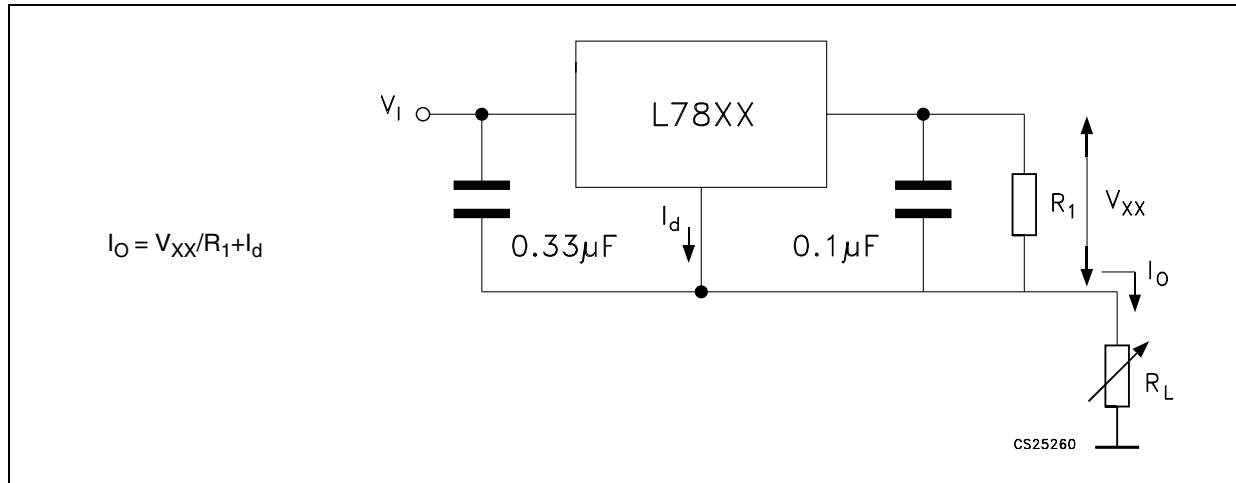 L78XX
V_I
I_d
R_1
V_XX
0.33µF
0.1µF
I_O = V_XX/R_1+I_d
I_O
R_L
CS25260